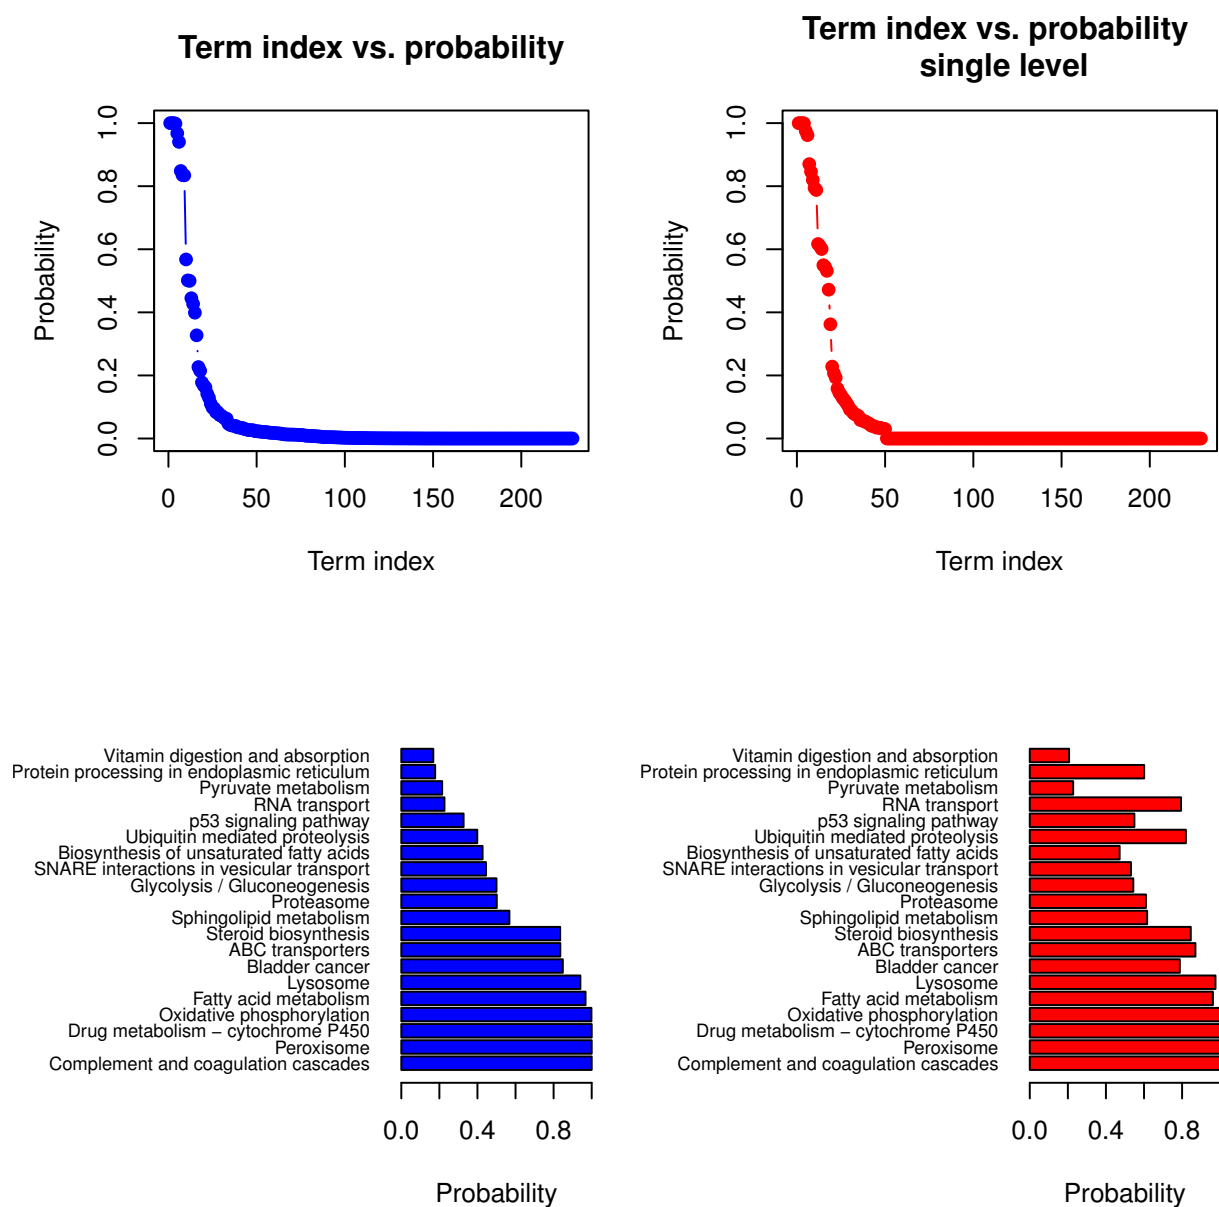 Term index vs. probability
Probability
1.0
0.8
0.6
0.4
0.2
0.0
0 50 100 150 200
Term index
Term index vs. probability
single level
Probability
1.0
0.8
0.6
0.4
0.2
0.0
0 50 100 150 200
Term index
Vitamin digestion and absorption
Protein processing in endoplasmic reticulum
Pyruvate metabolism
RNA transport
p53 signaling pathway
Ubiquitin mediated proteolysis
Biosynthesis of unsaturated fatty acids
SNARE interactions in vesicular transport
Glycolysis / Gluconeogenesis
Proteasome
Sphingolipid metabolism
Steroid biosynthesis
ABC transporters
Bladder cancer
Lysosome
Fatty acid metabolism
Oxidative phosphorylation
Drug metabolism − cytochrome P450
Peroxisome
Complement and coagulation cascades
0.0 0.4 0.8
Probability
Vitamin digestion and absorption
Protein processing in endoplasmic reticulum
Pyruvate metabolism
RNA transport
p53 signaling pathway
Ubiquitin mediated proteolysis
Biosynthesis of unsaturated fatty acids
SNARE interactions in vesicular transport
Glycolysis / Gluconeogenesis
Proteasome
Sphingolipid metabolism
Steroid biosynthesis
ABC transporters
Bladder cancer
Lysosome
Fatty acid metabolism
Oxidative phosphorylation
Drug metabolism − cytochrome P450
Peroxisome
Complement and coagulation cascades
0.0 0.4 0.8
Probability